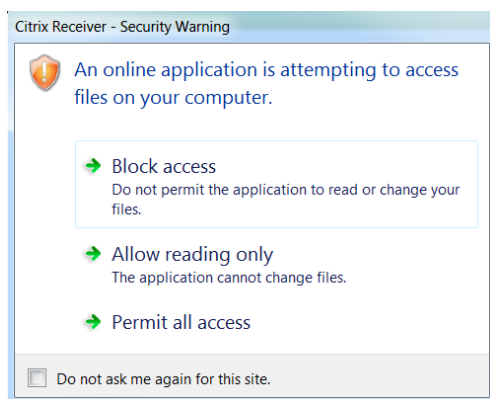 Citrix Receiver - Security Warning
An online application is attempting to access
files on your computer.
Block access
Do not permit the application to read or change your
files.
Allow reading only
The application cannot change files.
Permit all access
Do not ask me again for this site.